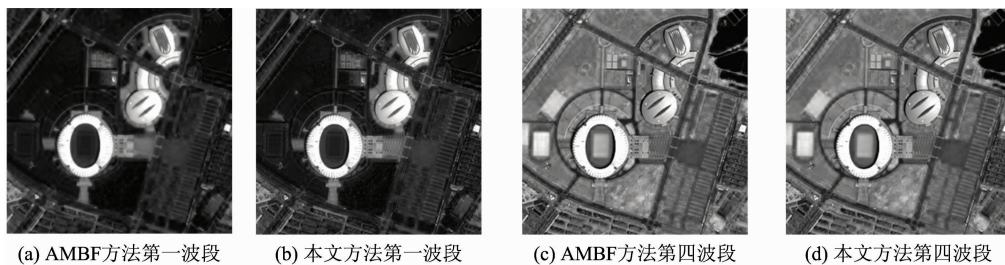 (a) AMBF方法第一波段
(b) 本文方法第一波段
(c) AMBF方法第四波段
(d) 本文方法第四波段